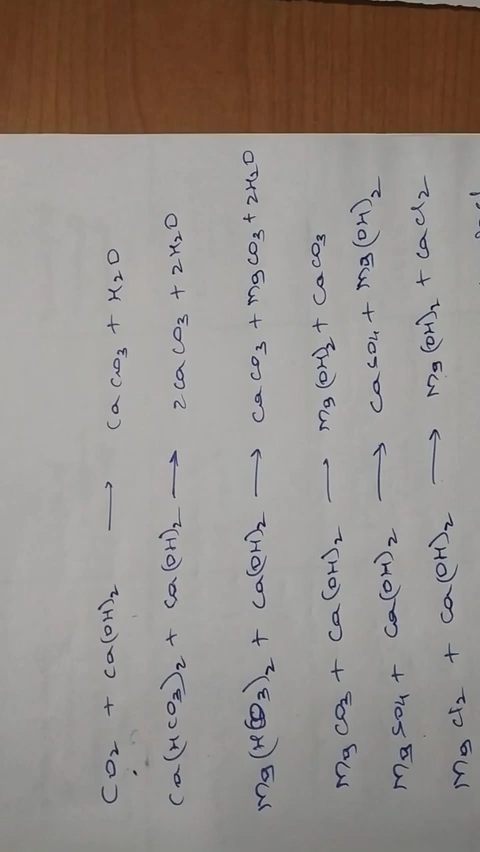 CO2 + Ca(OH)2 ⟶ CaCO3 + H2O
Ca(HCO3)2 + Ca(OH)2 ⟶ 2CaCO3 + 2H2O
Mg(HCO3)2 + Ca(OH)2 ⟶ CaCO3 + MgCO3 + 2H2O
MgCO3 + Ca(OH)2 ⟶ Mg(OH)2 + CaCO3
MgSO4 + Ca(OH)2 ⟶ CaSO4 + Mg(OH)2
MgCl2 + Ca(OH)2 ⟶ Mg(OH)2 + CaCl2